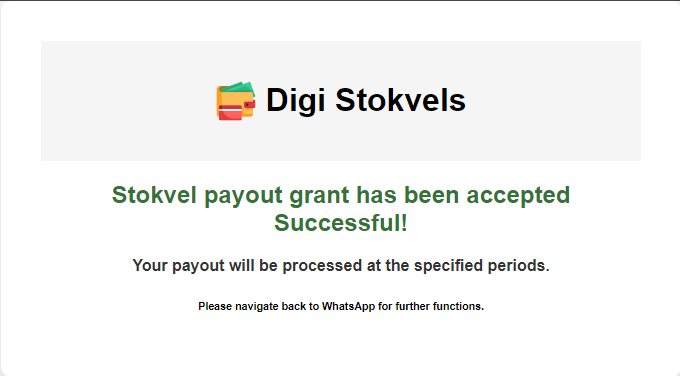 Digi Stokvels
Stokvel payout grant has been accepted
Successful!
Your payout will be processed at the specified periods.
Please navigate back to WhatsApp for further functions.